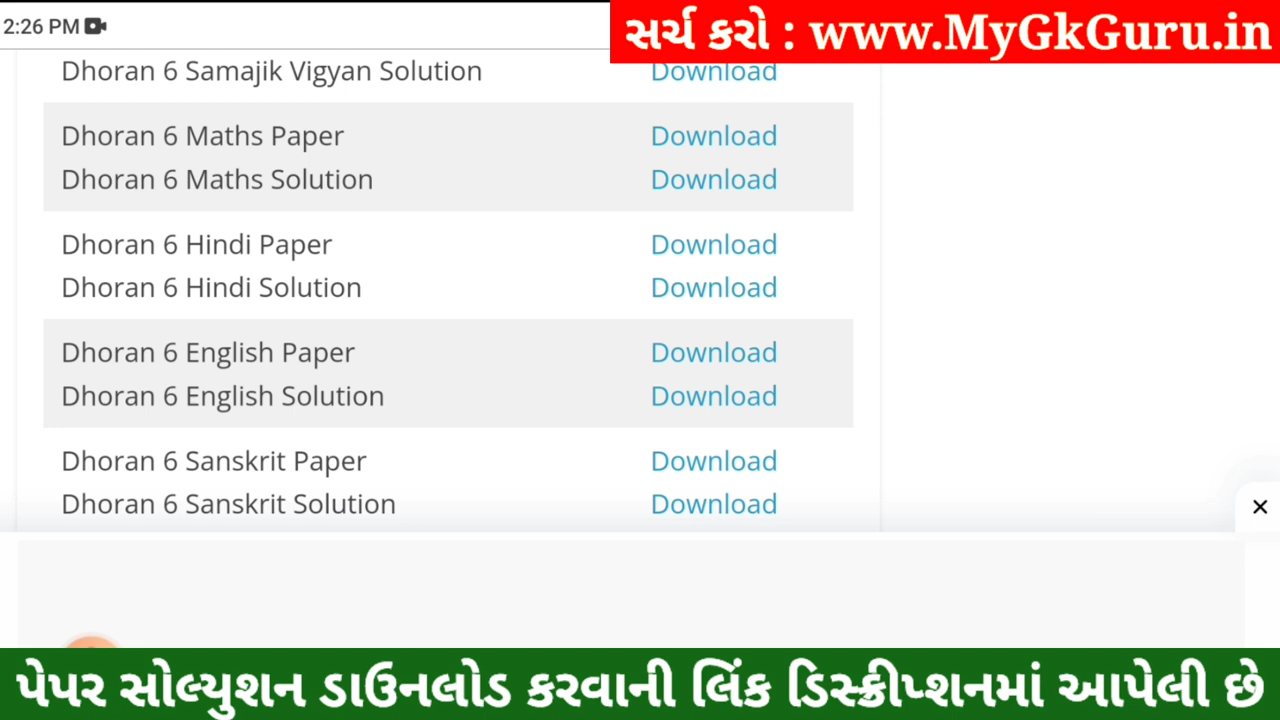 2:26 PM
સર્ચ કરો : www.MyGkGuru.in
Dhoran 6 Samajik Vigyan Solution Download
Dhoran 6 Maths Paper Download
Dhoran 6 Maths Solution Download
Dhoran 6 Hindi Paper Download
Dhoran 6 Hindi Solution Download
Dhoran 6 English Paper Download
Dhoran 6 English Solution Download
Dhoran 6 Sanskrit Paper Download
Dhoran 6 Sanskrit Solution Download
પેપર સોલ્યુશન ડાઉનલોડ કરવાની લિંક ડિસ્ક્રીપ્શનમાં આપેલી છે